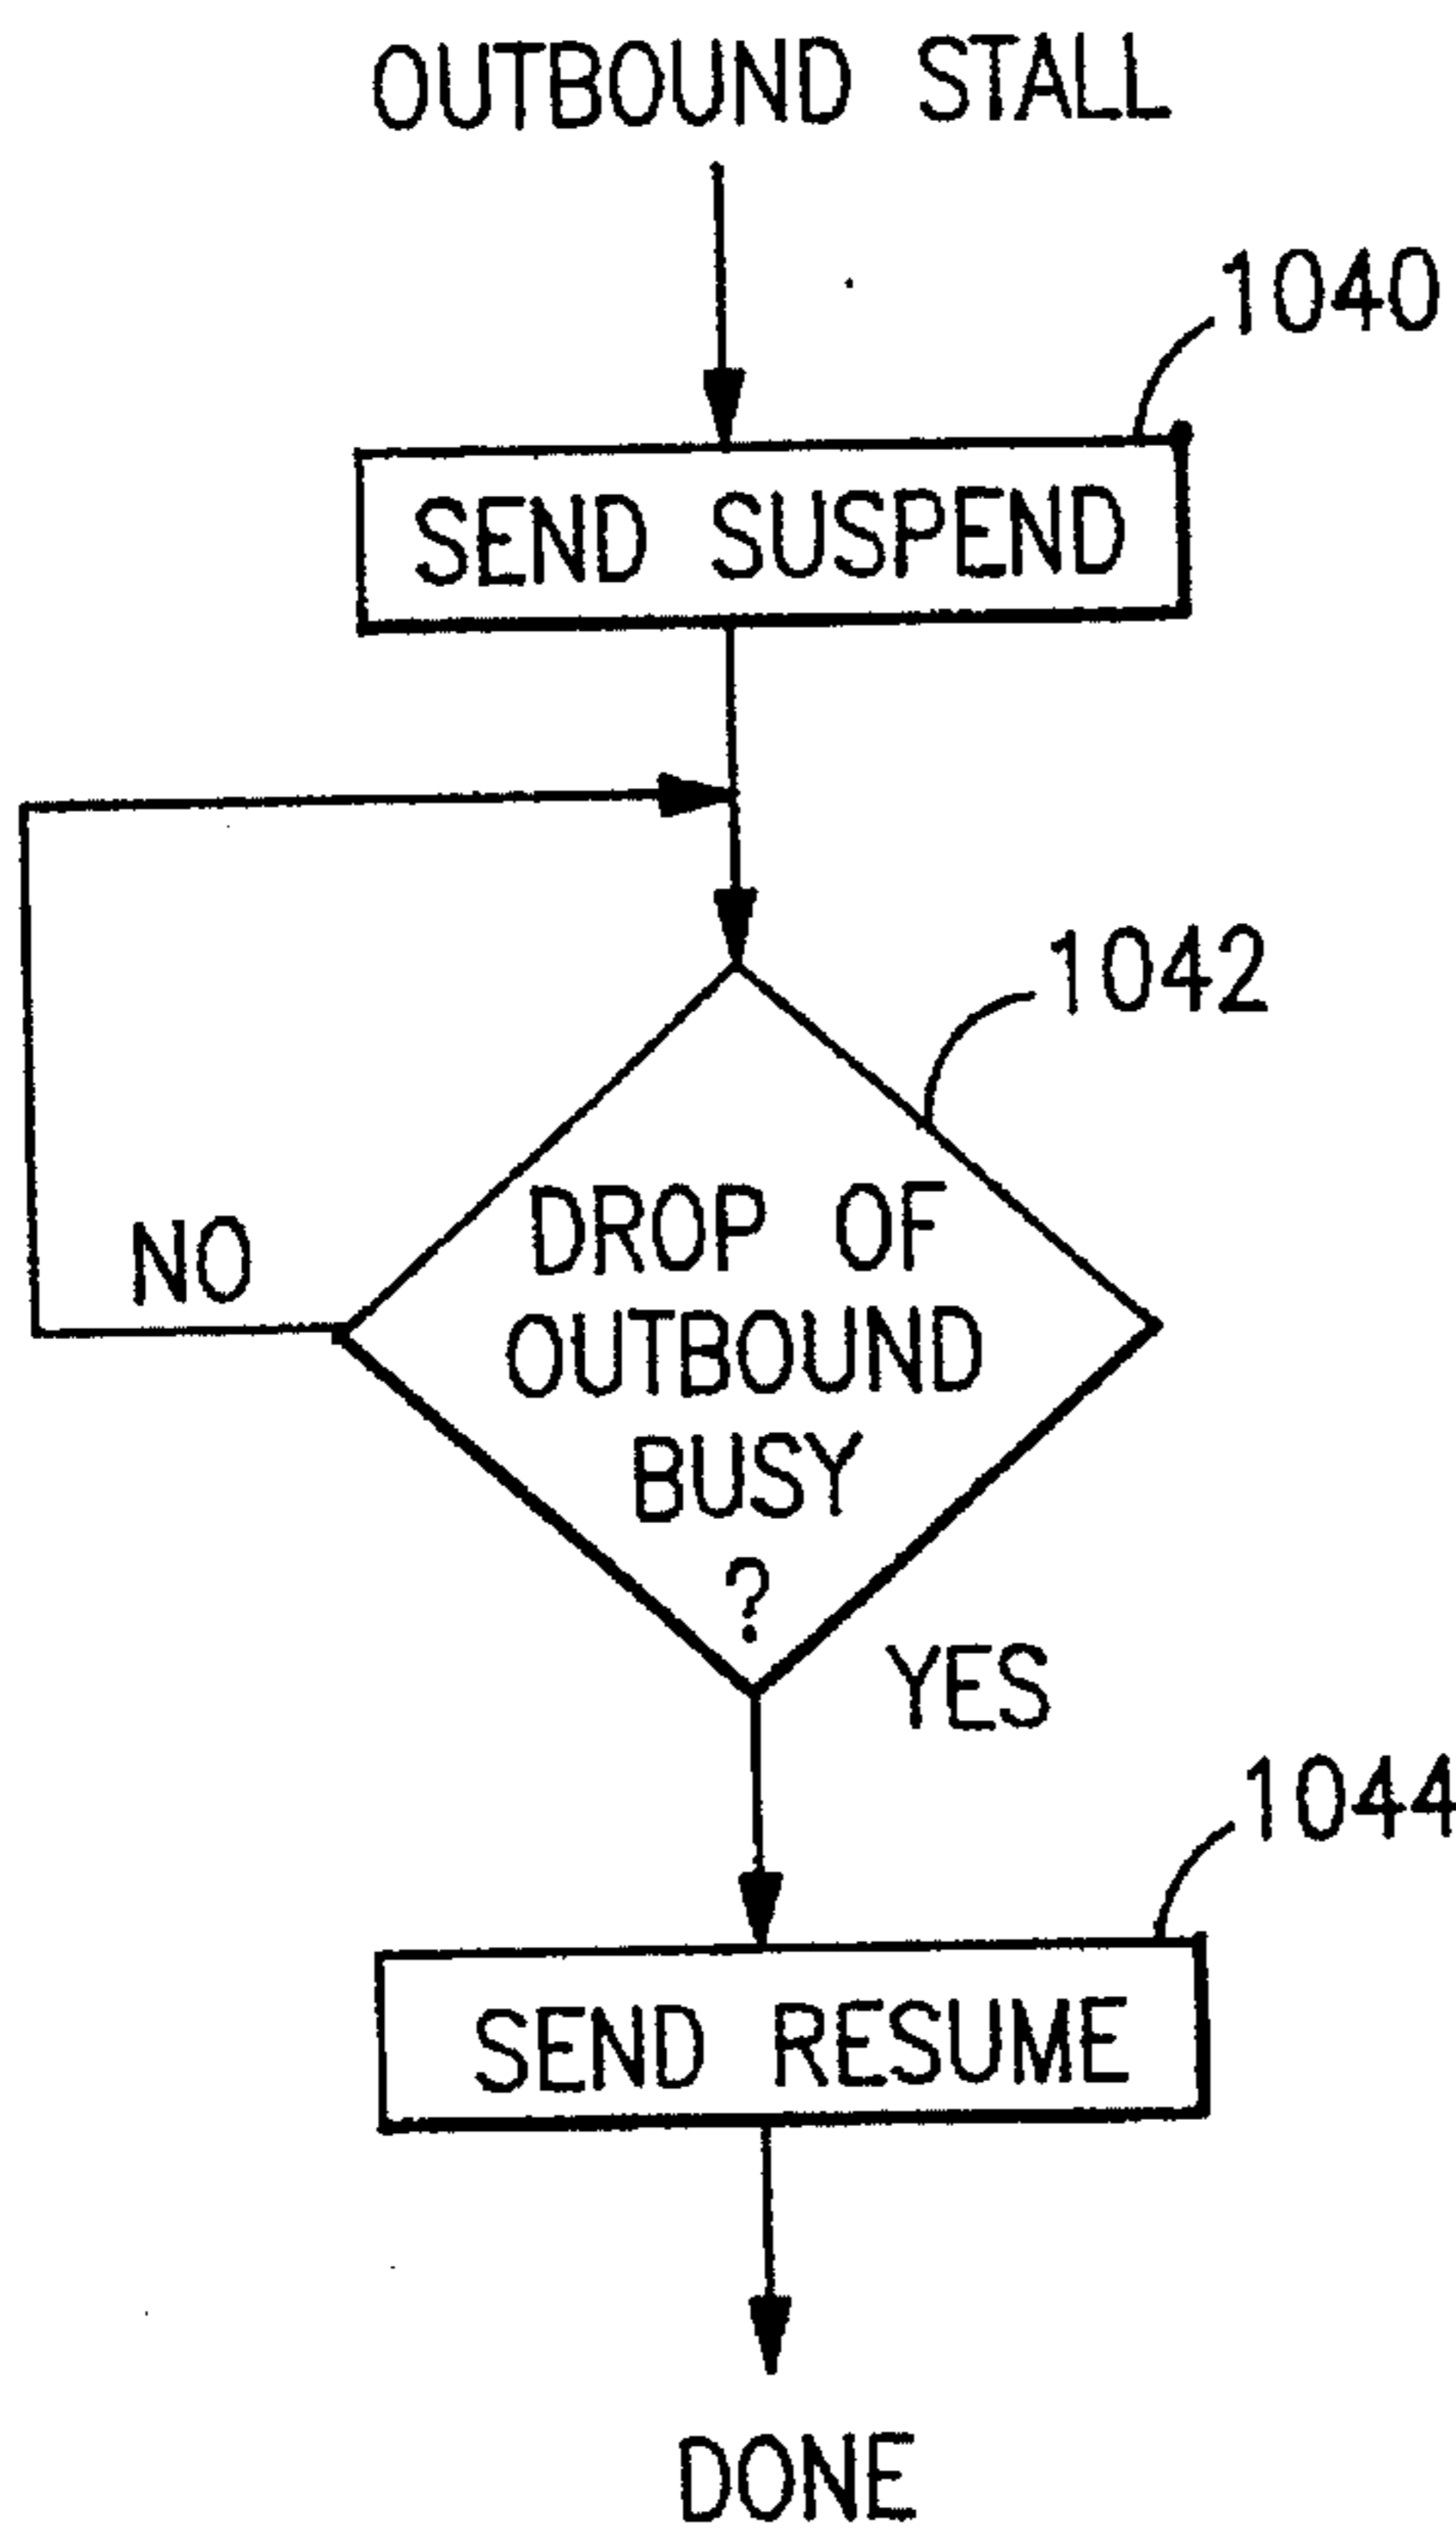 OUTBOUND STALL
1040
SEND SUSPEND
1042
DROP OF
OUTBOUND
BUSY
?
NO
YES
1044
SEND RESUME
DONE